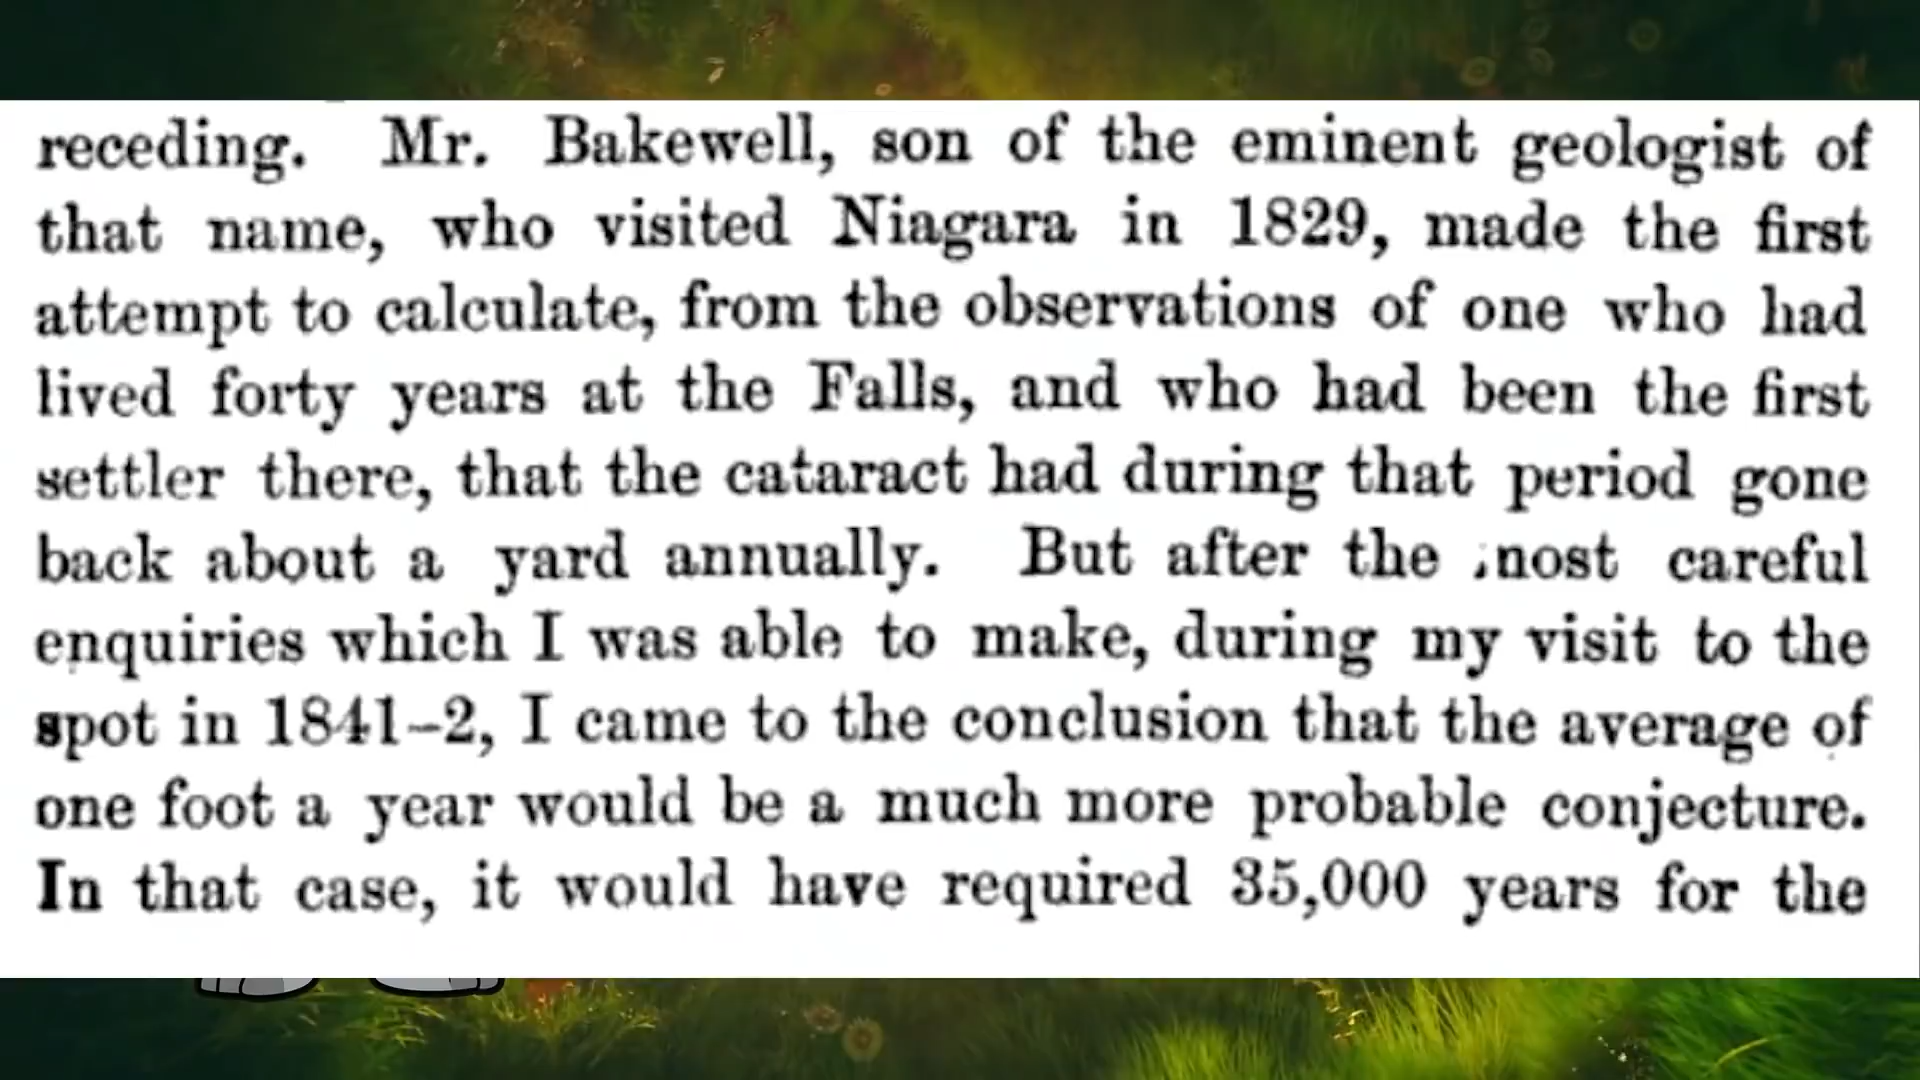 receding. Mr. Bakewell, son of the eminent geologist of
that name, who visited Niagara in 1829, made the first
attempt to calculate, from the observations of one who had
lived forty years at the Falls, and who had been the first
settler there, that the cataract had during that period gone
back about a yard annually. But after the most careful
enquiries which I was able to make, during my visit to the
spot in 1841–2, I came to the conclusion that the average of
one foot a year would be a much more probable conjecture.
In that case, it would have required 35,000 years for the